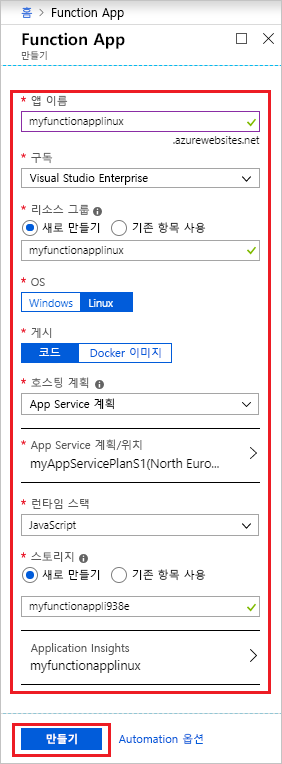 홈 > Function App
Function App
만들기
* 앱 이름
myfunctionapplinux
.azurewebsites.net
* 구독
Visual Studio Enterprise
* 리소스 그룹
새로 만들기 기존 항목 사용
myfunctionapplinux
* OS
Windows Linux
* 게시
코드 Docker 이미지
* 호스팅 계획
App Service 계획
* App Service 계획/위치
myAppServicePlanS1(North Euro...
* 런타임 스택
JavaScript
* 스토리지
새로 만들기 기존 항목 사용
myfunctionappli938e
Application Insights
myfunctionapplinux
만들기 Automation 옵션